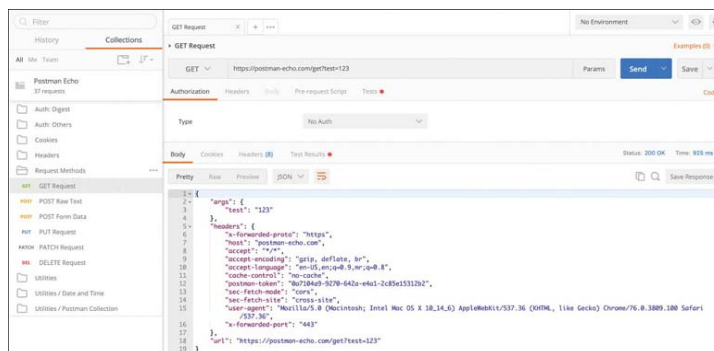 Filter
History Collections
All Me Team
Postman Echo
37 requests
Auth: Digest
Auth: Others
Cookies
Headers
Request Methods
GET GET Request
POST POST Raw Text
POST POST Form Data
PUT PUT Request
PATCH PATCH Request
DEL DELETE Request
Utilities
Utilities / Date and Time
Utilities / Postman Collection
GET Request X + ...
No Environment
GET Request Examples (0)
GET https://postman-echo.com/get?test=123 Params Send Save
Authorization Headers Body Pre-request Script Tests Cod
Type No Auth
Body Cookies Headers (8) Test Results Status: 200 OK Time: 925 ms
Pretty Raw Preview JSON Save Response
1 {
2 "args": {
3 "test": "123"
4 },
5 "headers": {
6 "x-forwarded-proto": "https",
7 "host": "postman-echo.com",
8 "accept": "*/*",
9 "accept-encoding": "gzip, deflate, br",
10 "accept-language": "en-US,en;q=0.9,mr;q=0.8",
11 "cache-control": "no-cache",
12 "postman-token": "0a7104a9-9270-642a-e4a1-2c85e15312b2",
13 "sec-fetch-mode": "cors",
14 "sec-fetch-site": "cross-site",
15 "user-agent": "Mozilla/5.0 (Macintosh; Intel Mac OS X 10_14_6) AppleWebKit/537.36 (KHTML, like Gecko) Chrome/76.0.3809.100 Safari
/537.36",
16 "x-forwarded-port": "443"
17 },
18 "url": "https://postman-echo.com/get?test=123"
19 }